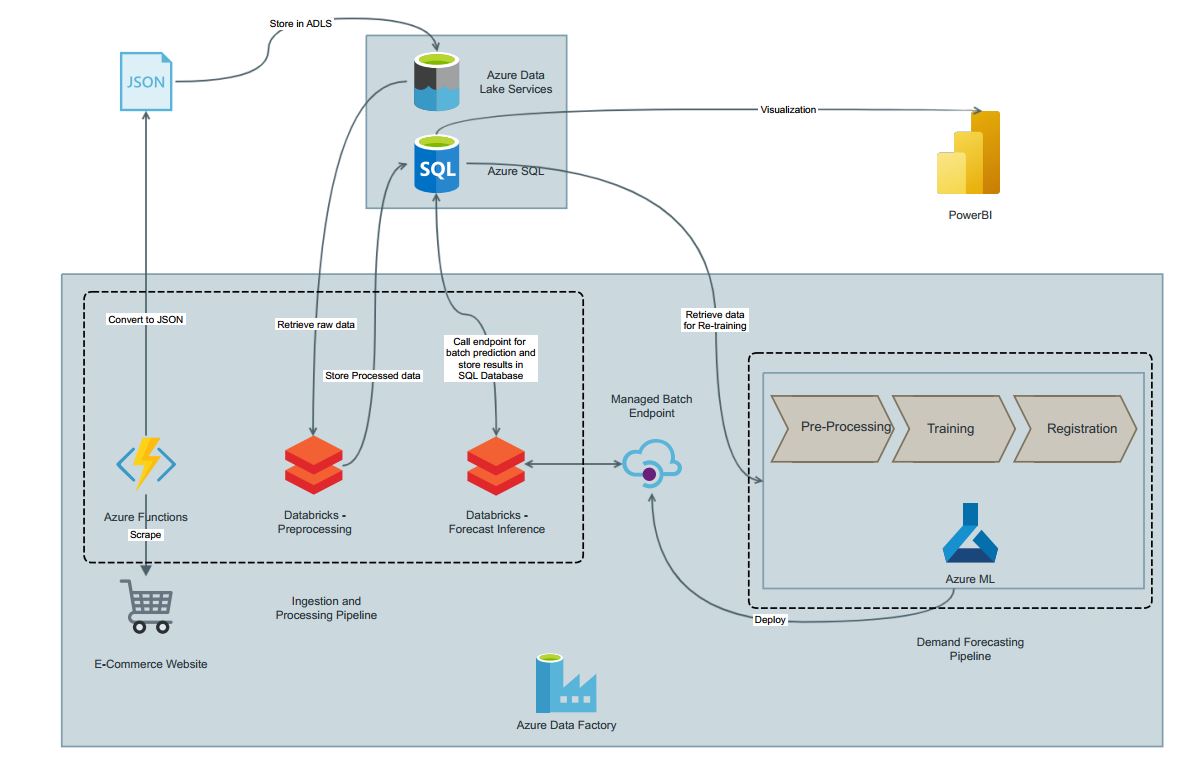 Store in ADLS
JSON
Azure Data
Lake Services
Visualization
SQL
Azure SQL
PowerBI
Convert to JSON
Retrieve raw data
Retrieve data
for Re-training
Call endpoint for
batch prediction and
store results in
SQL Database
Store Processed data
Managed Batch
Endpoint
Pre-Processing
Training
Registration
Azure Functions
Databricks -
Preprocessing
Databricks -
Forecast Inference
Scrape
Azure ML
Ingestion and
Processing Pipeline
Deploy
Demand Forecasting
Pipeline
E-Commerce Website
Azure Data Factory